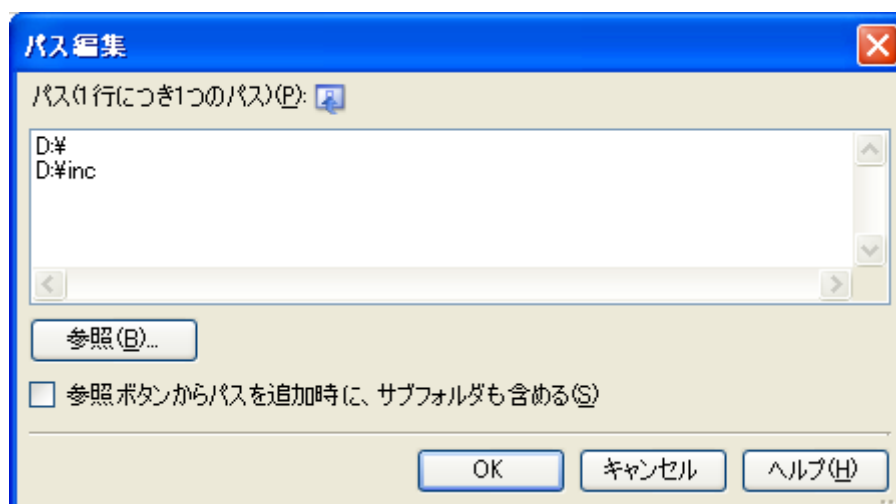 パス編集
パス(1行につき1つのパス)(P):
D:¥
D:¥inc
参照(B)...
参照ボタンからパスを追加時に、サブフォルダも含める(S)
OK キャンセル ヘルプ(H)